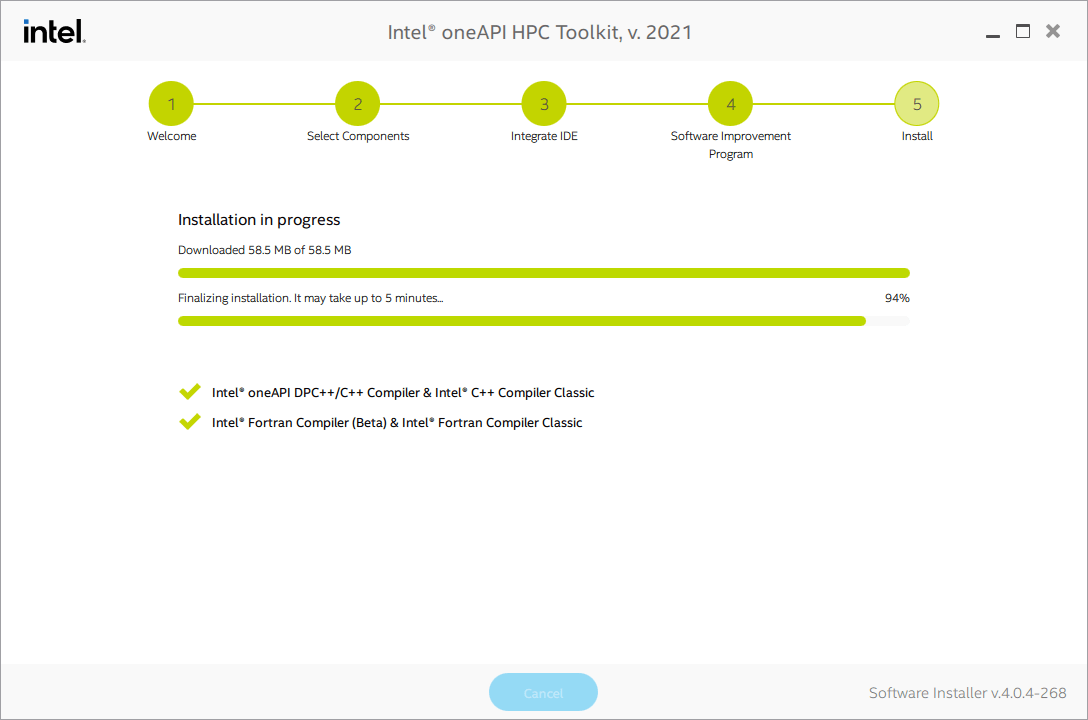 intel.
Intel® oneAPI HPC Toolkit, v. 2021
1
2
3
4
5
Welcome
Select Components
Integrate IDE
Software Improvement
Program
Install
Installation in progress
Downloaded 58.5 MB of 58.5 MB
Finalizing installation. It may take up to 5 minutes...
94%
Intel® oneAPI DPC++/C++ Compiler & Intel® C++ Compiler Classic
Intel® Fortran Compiler (Beta) & Intel® Fortran Compiler Classic
Cancel
Software Installer v.4.0.4-268